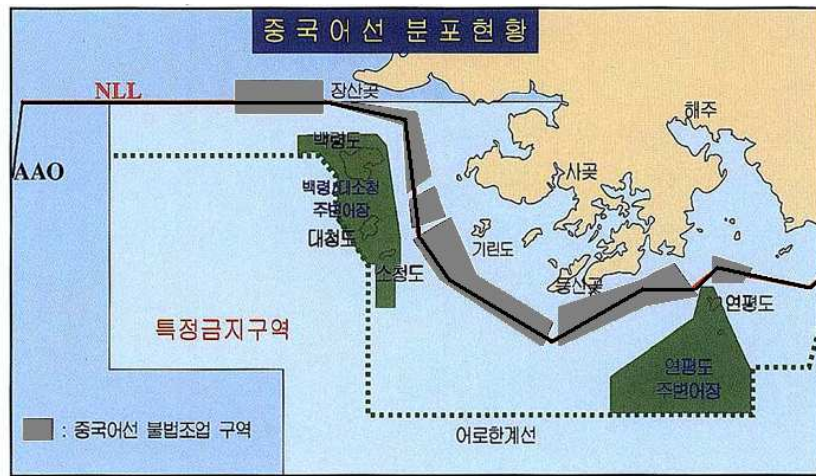 중국어선 분포현황
NLL
장산곶
해주
AAO
백령도
사곶
백령,대소청
주변어장
대청도
기린도
소청도
등산곶
연평도
특정금지구역
연평도
주변어장
: 중국어선 불법조업 구역
어로한계선